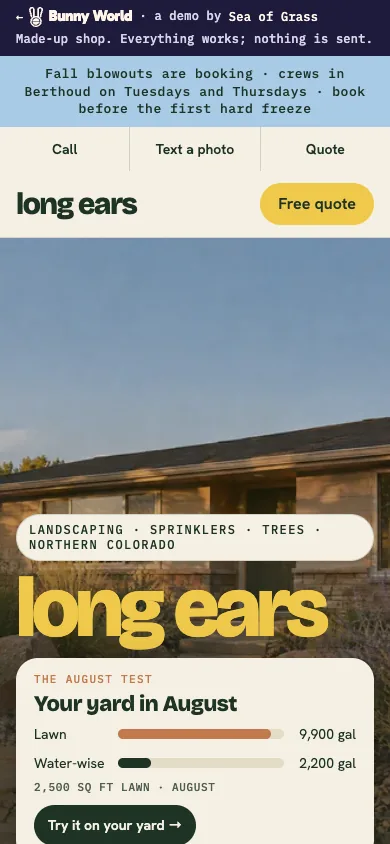 ← Bunny World · a demo by Sea of Grass
Made-up shop. Everything works; nothing is sent.
Fall blowouts are booking · crews in
Berthoud on Tuesdays and Thursdays · book
before the first hard freeze
Call
Text a photo
Quote
long ears
Free quote
LANDSCAPING · SPRINKLERS · TREES ·
NORTHERN COLORADO
long ears
THE AUGUST TEST
Your yard in August
Lawn 9,900 gal
Water-wise 2,200 gal
2,500 SQ FT LAWN · AUGUST
Try it on your yard →